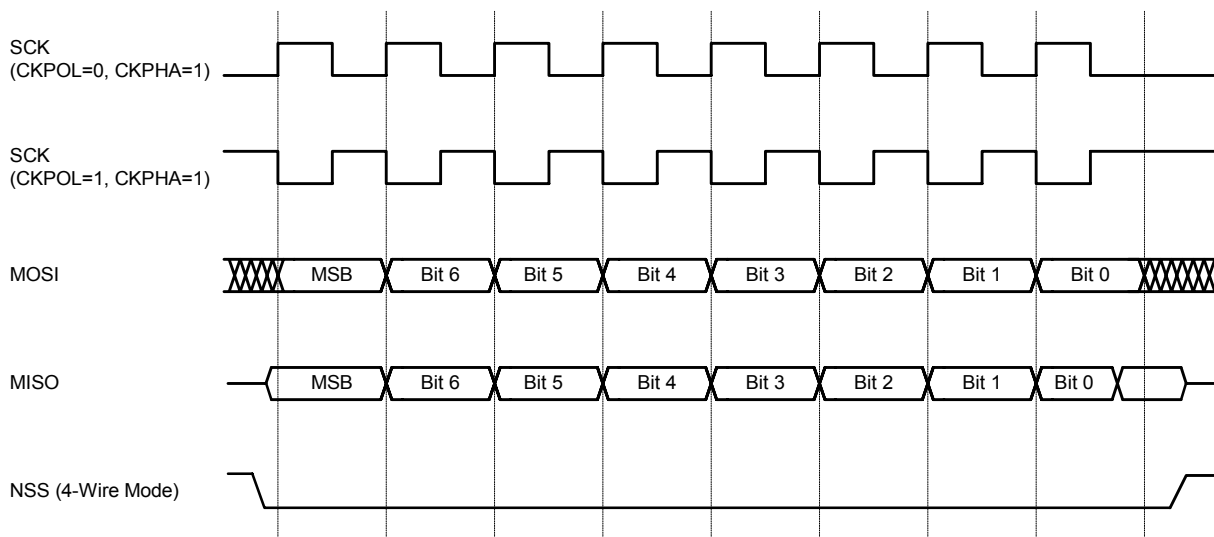 SCK
(CKPOL=0, CKPHA=1)
SCK
(CKPOL=1, CKPHA=1)
MOSI MSB Bit 6 Bit 5 Bit 4 Bit 3 Bit 2 Bit 1 Bit 0
MISO MSB Bit 6 Bit 5 Bit 4 Bit 3 Bit 2 Bit 1 Bit 0
NSS (4-Wire Mode)